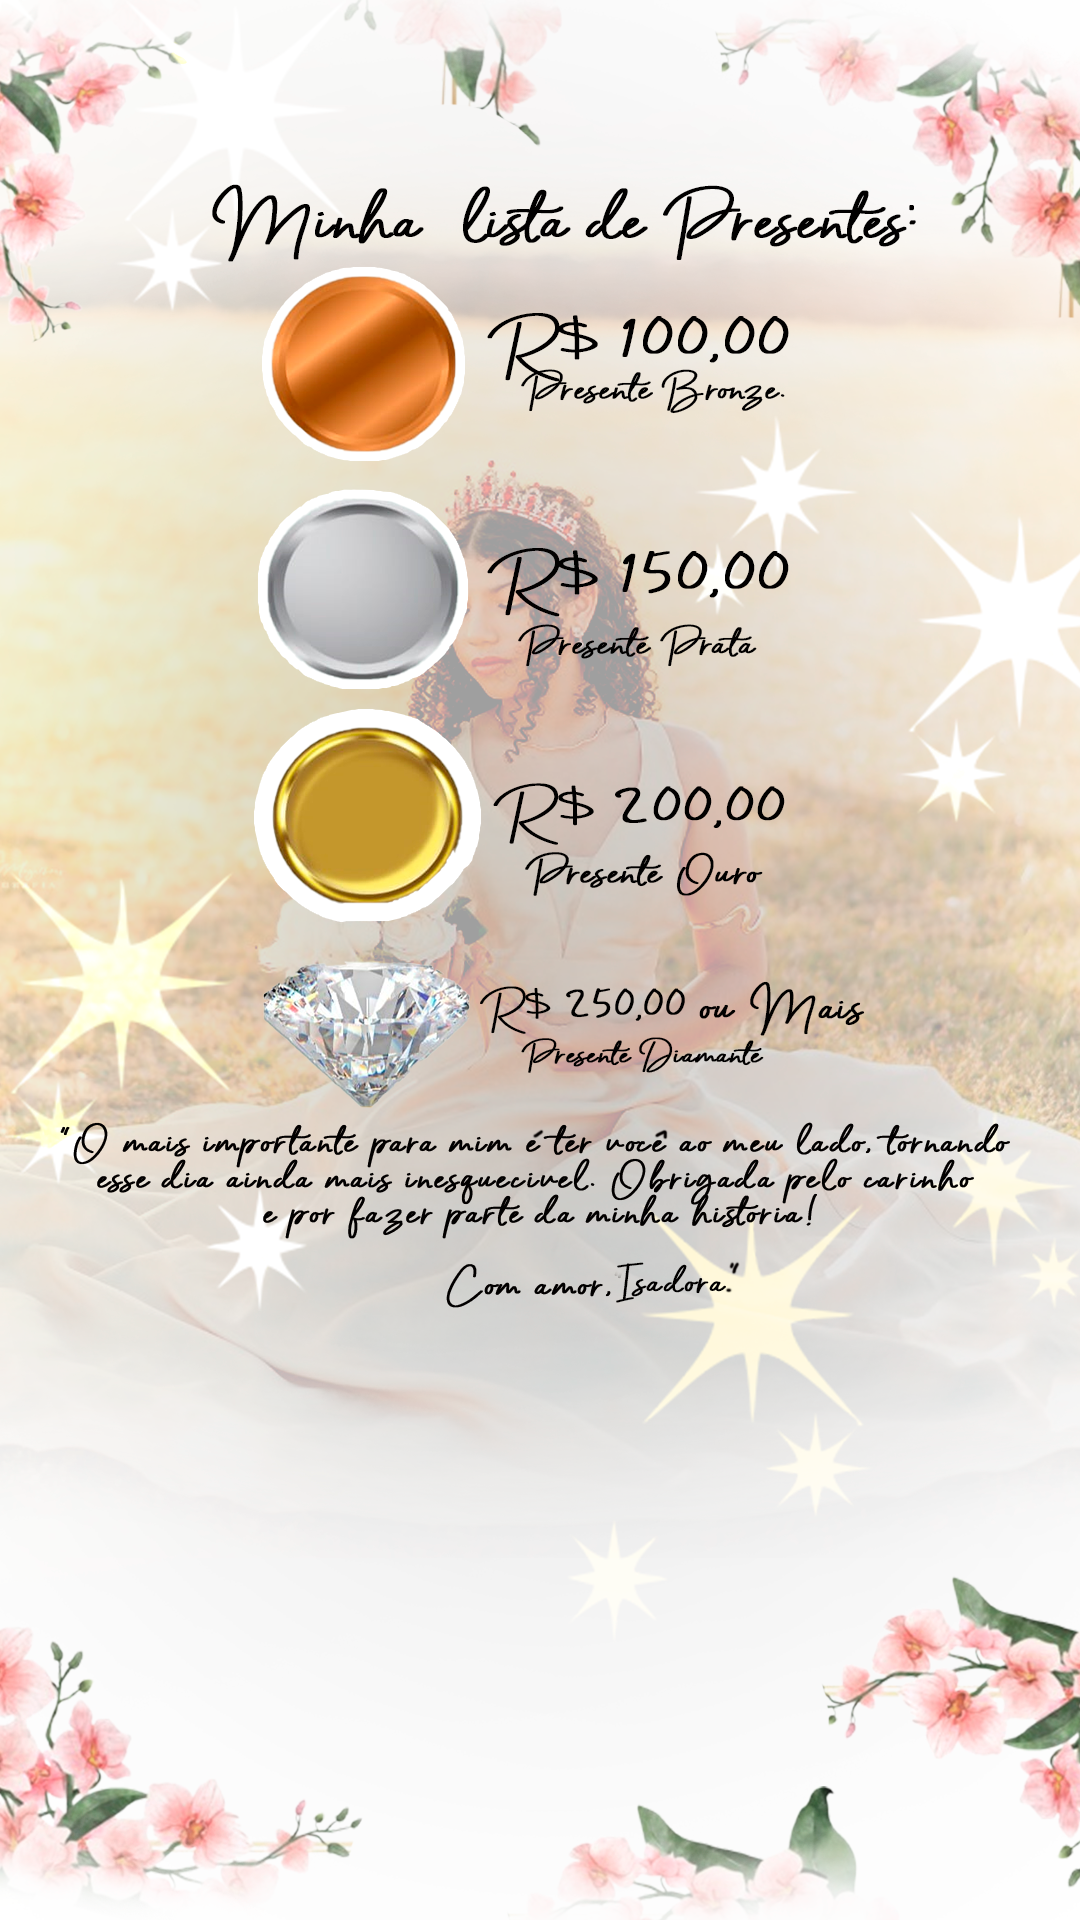 Minha lista de Presentes:
R$ 100,00
Presente Bronze.
R$ 150,00
Presente Prata
R$ 200,00
Presente Ouro
R$ 250,00 ou Mais
Presente Diamante
"O mais importante para mim é ter você ao meu lado, tornando
esse dia ainda mais inesquecivel. Obrigada pelo carinho
e por fazer parte da minha historia!
Com amor, Isadora."